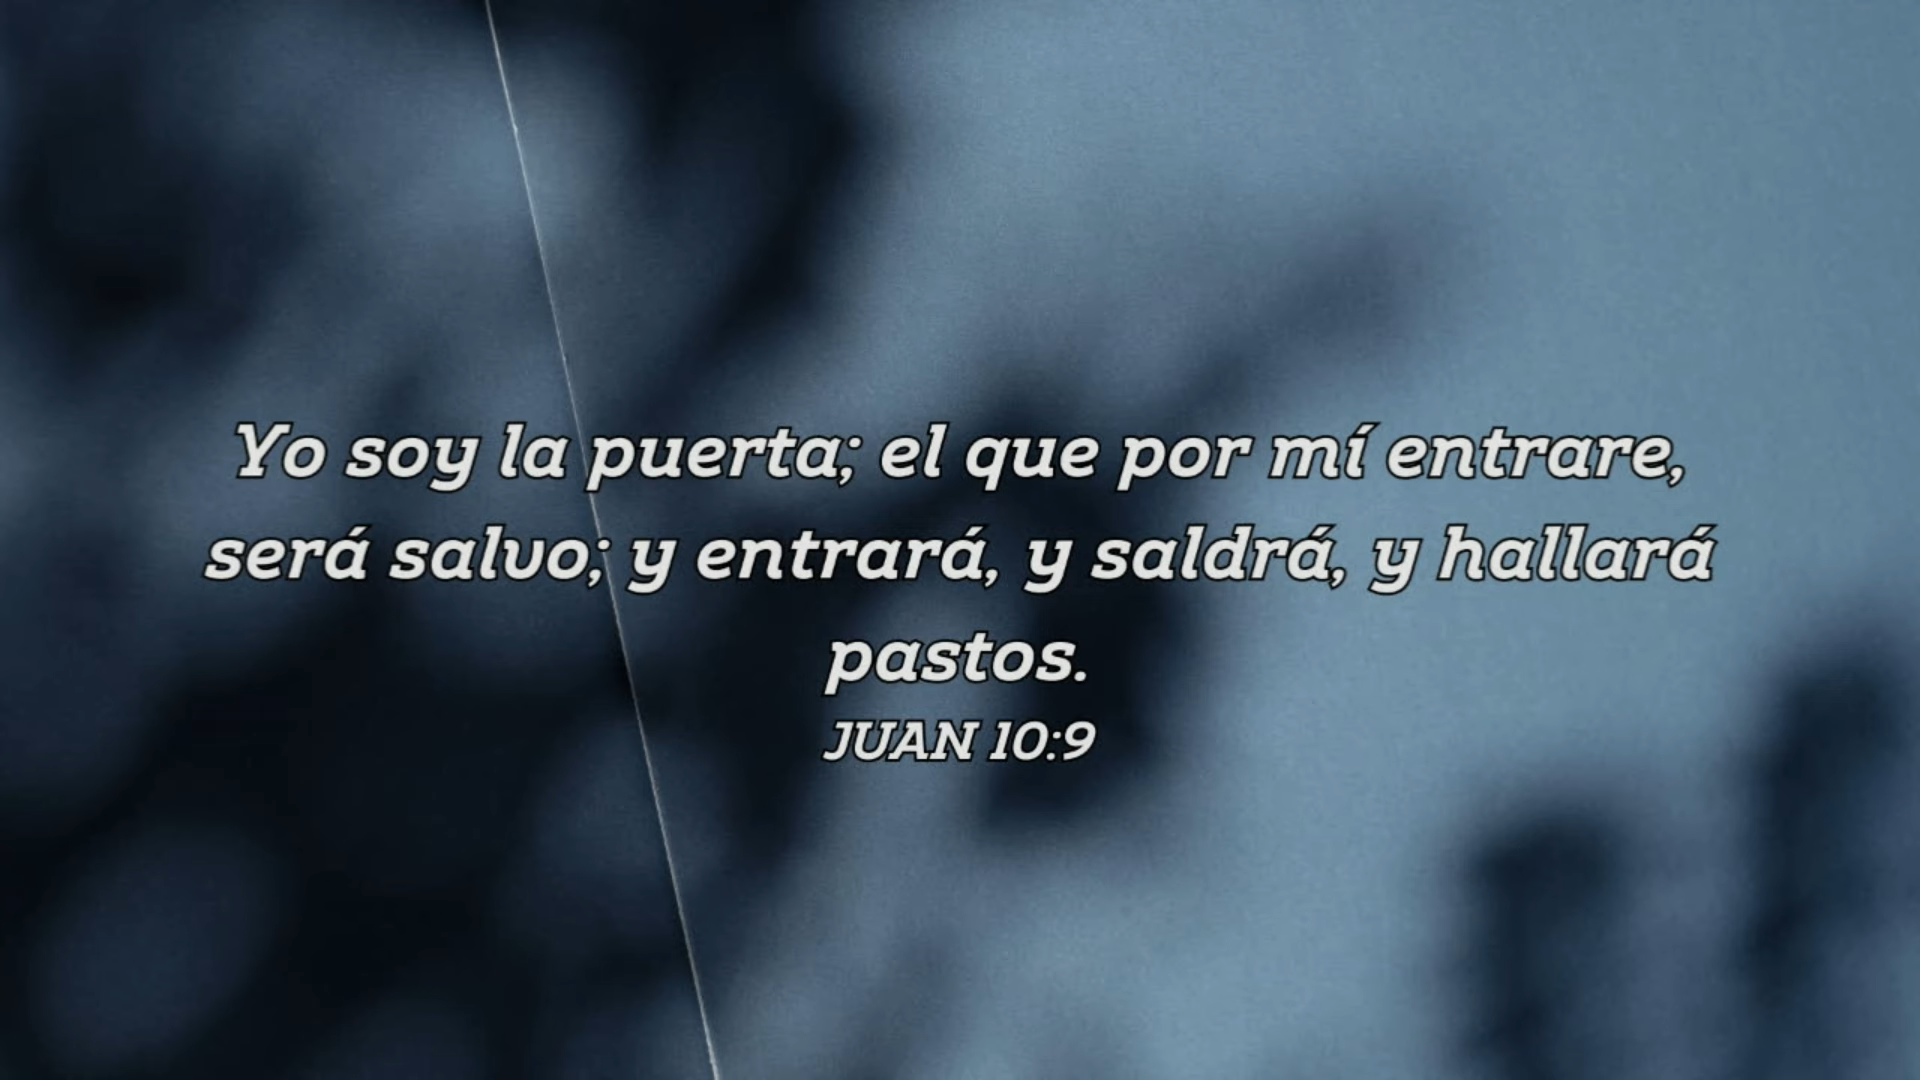 Yo soy la puerta; el que por mí entrare,
será salvo; y entrará, y saldrá, y hallará
pastos.
JUAN 10:9